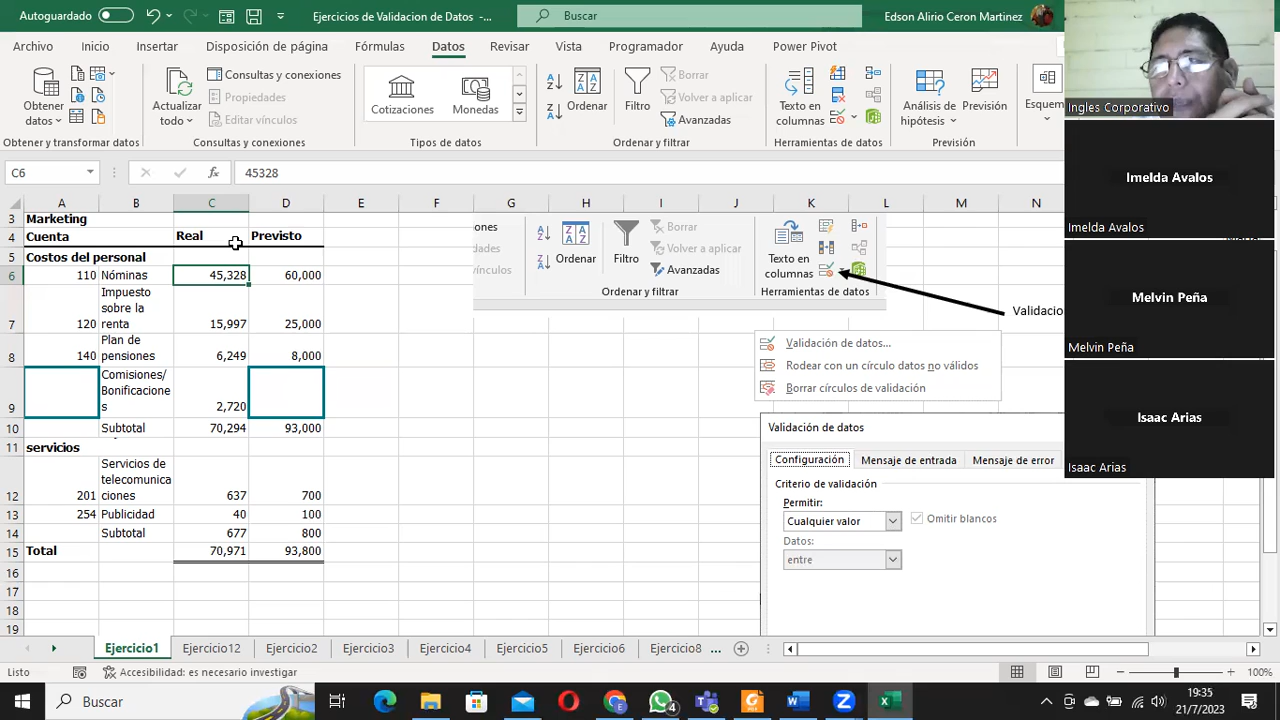 Autoguardado
Ejercicios de Validacion de Datos
Buscar
Edson Alirio Ceron Martinez
Archivo Inicio Insertar Disposición de página Fórmulas Datos Revisar Vista Programador Ayuda Power Pivot
Obtener datos
Actualizar todo
Consultas y conexiones
Propiedades
Editar vínculos
Cotizaciones
Monedas
Ordenar
Filtro
Borrar
Volver a aplicar
Avanzadas
Texto en columnas
Análisis de hipótesis
Previsión
Esquem
Obtener y transformar datos
Consultas y conexiones
Tipos de datos
Ordenar y filtrar
Herramientas de datos
Previsión
C6
fx
45328
A B C D E F G H I J K L M N
3 Marketing
4 Cuenta Real Previsto
5 Costos del personal
6 110 Nóminas 45,328 60,000
Impuesto
sobre la
7 120 renta 15,997 25,000
Plan de
8 140 pensiones 6,249 8,000
Comisiones/
Bonificacione
9 s 2,720
10 Subtotal 70,294 93,000
11 servicios
Servicios de
telecomunica
12 201 ciones 637 700
13 254 Publicidad 40 100
14 Subtotal 677 800
15 Total 70,971 93,800
16
17
18
19
Ordenar
Filtro
Borrar
Volver a aplicar
Avanzadas
Texto en
columnas
Ordenar y filtrar
Herramientas de datos
Validacio
Validación de datos...
Rodear con un círculo datos no válidos
Borrar círculos de validación
Validación de datos
Configuración Mensaje de entrada Mensaje de error
Criterio de validación
Permitir:
Cualquier valor
Omitir blancos
Datos:
entre
Ejercicio1 Ejercicio12 Ejercicio2 Ejercicio3 Ejercicio4 Ejercicio5 Ejercicio6 Ejercicio8 ...
Listo
Accesibilidad: es necesario investigar
100%
Buscar
4
19:35
21/7/2023
Ingles Corporativo
Imelda Avalos
Imelda Avalos
Melvin Peña
Melvin Peña
Isaac Arias
Isaac Arias